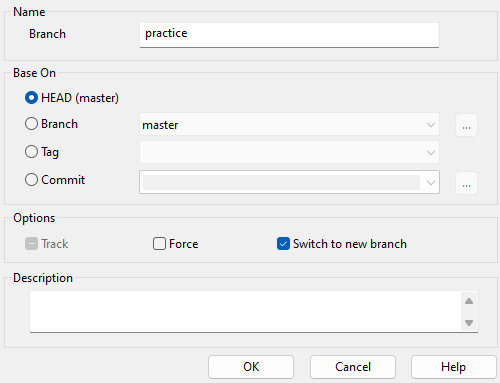 Name
Branch practice
Base On
HEAD (master)
Branch master ...
Tag
Commit ...
Options
Track Force Switch to new branch
Description
OK Cancel Help